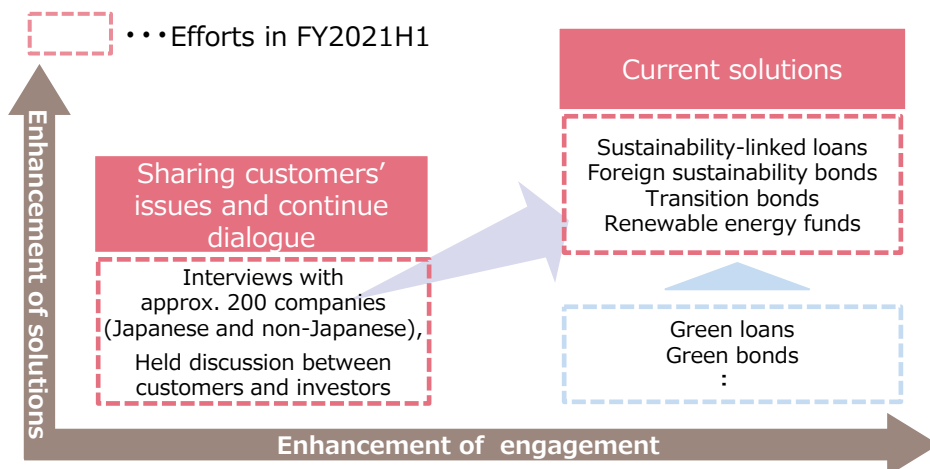 ・・・Efforts in FY2021H1
Enhancement of solutions
Sharing customers'
issues and continue
dialogue
Interviews with
approx. 200 companies
(Japanese and non-Japanese),
Held discussion between
customers and investors
Current solutions
Sustainability-linked loans
Foreign sustainability bonds
Transition bonds
Renewable energy funds
Green loans
Green bonds
:
Enhancement of engagement